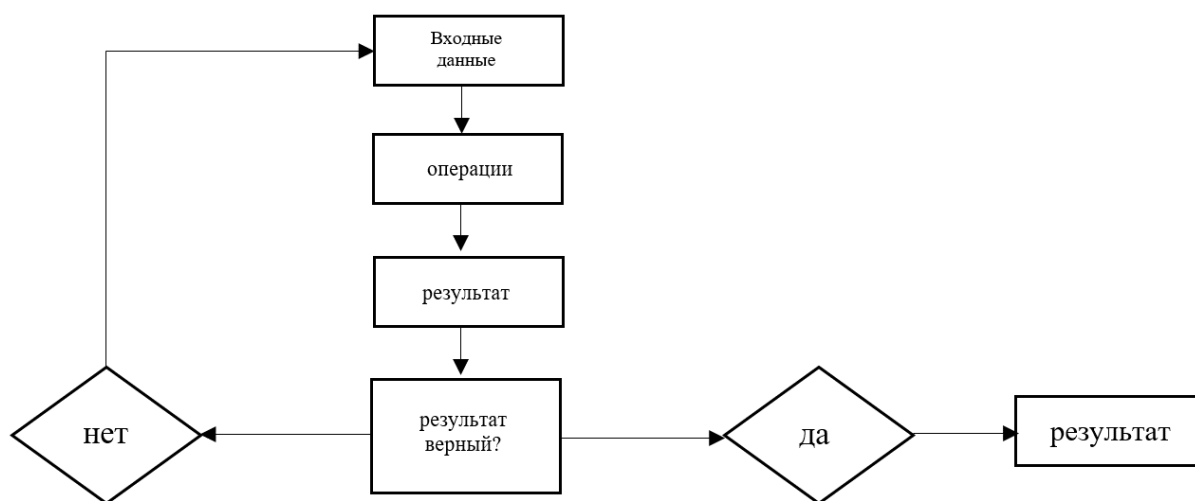 Входные
данные
операции
результат
результат
верный?
нет
да
результат